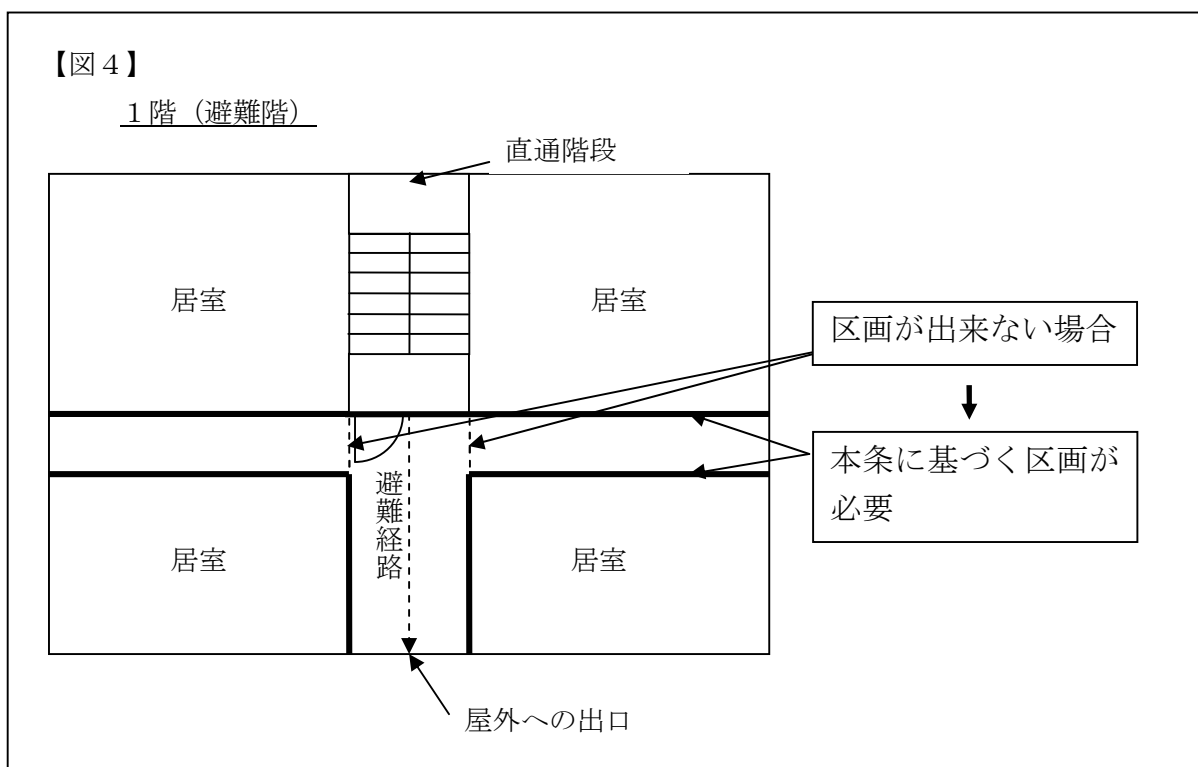 【図４】
１階（避難階）
直通階段
居室
居室
区画が出来ない場合
本条に基づく区画が
必要
避難経路
居室
居室
屋外への出口